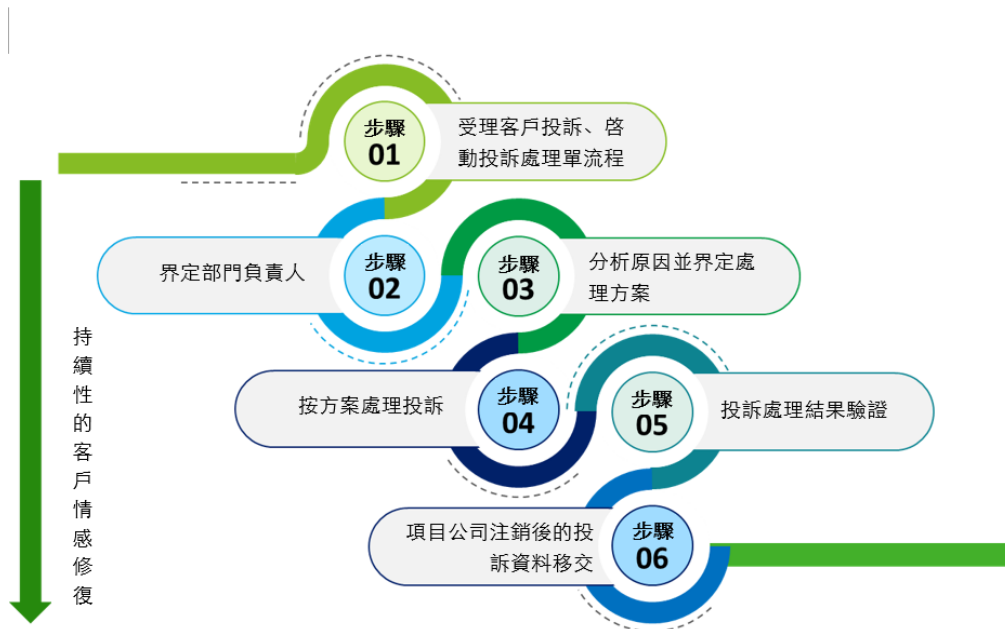 步驟
01
受理客戶投訴、啓
動投訴處理單流程
界定部門負責人
步驟
02
步驟
03
分析原因並界定處
理方案
按方案處理投訴
步驟
04
步驟
05
投訴處理結果驗證
項目公司注銷後的投
訴資料移交
步驟
06
持續性的客戶情感修復